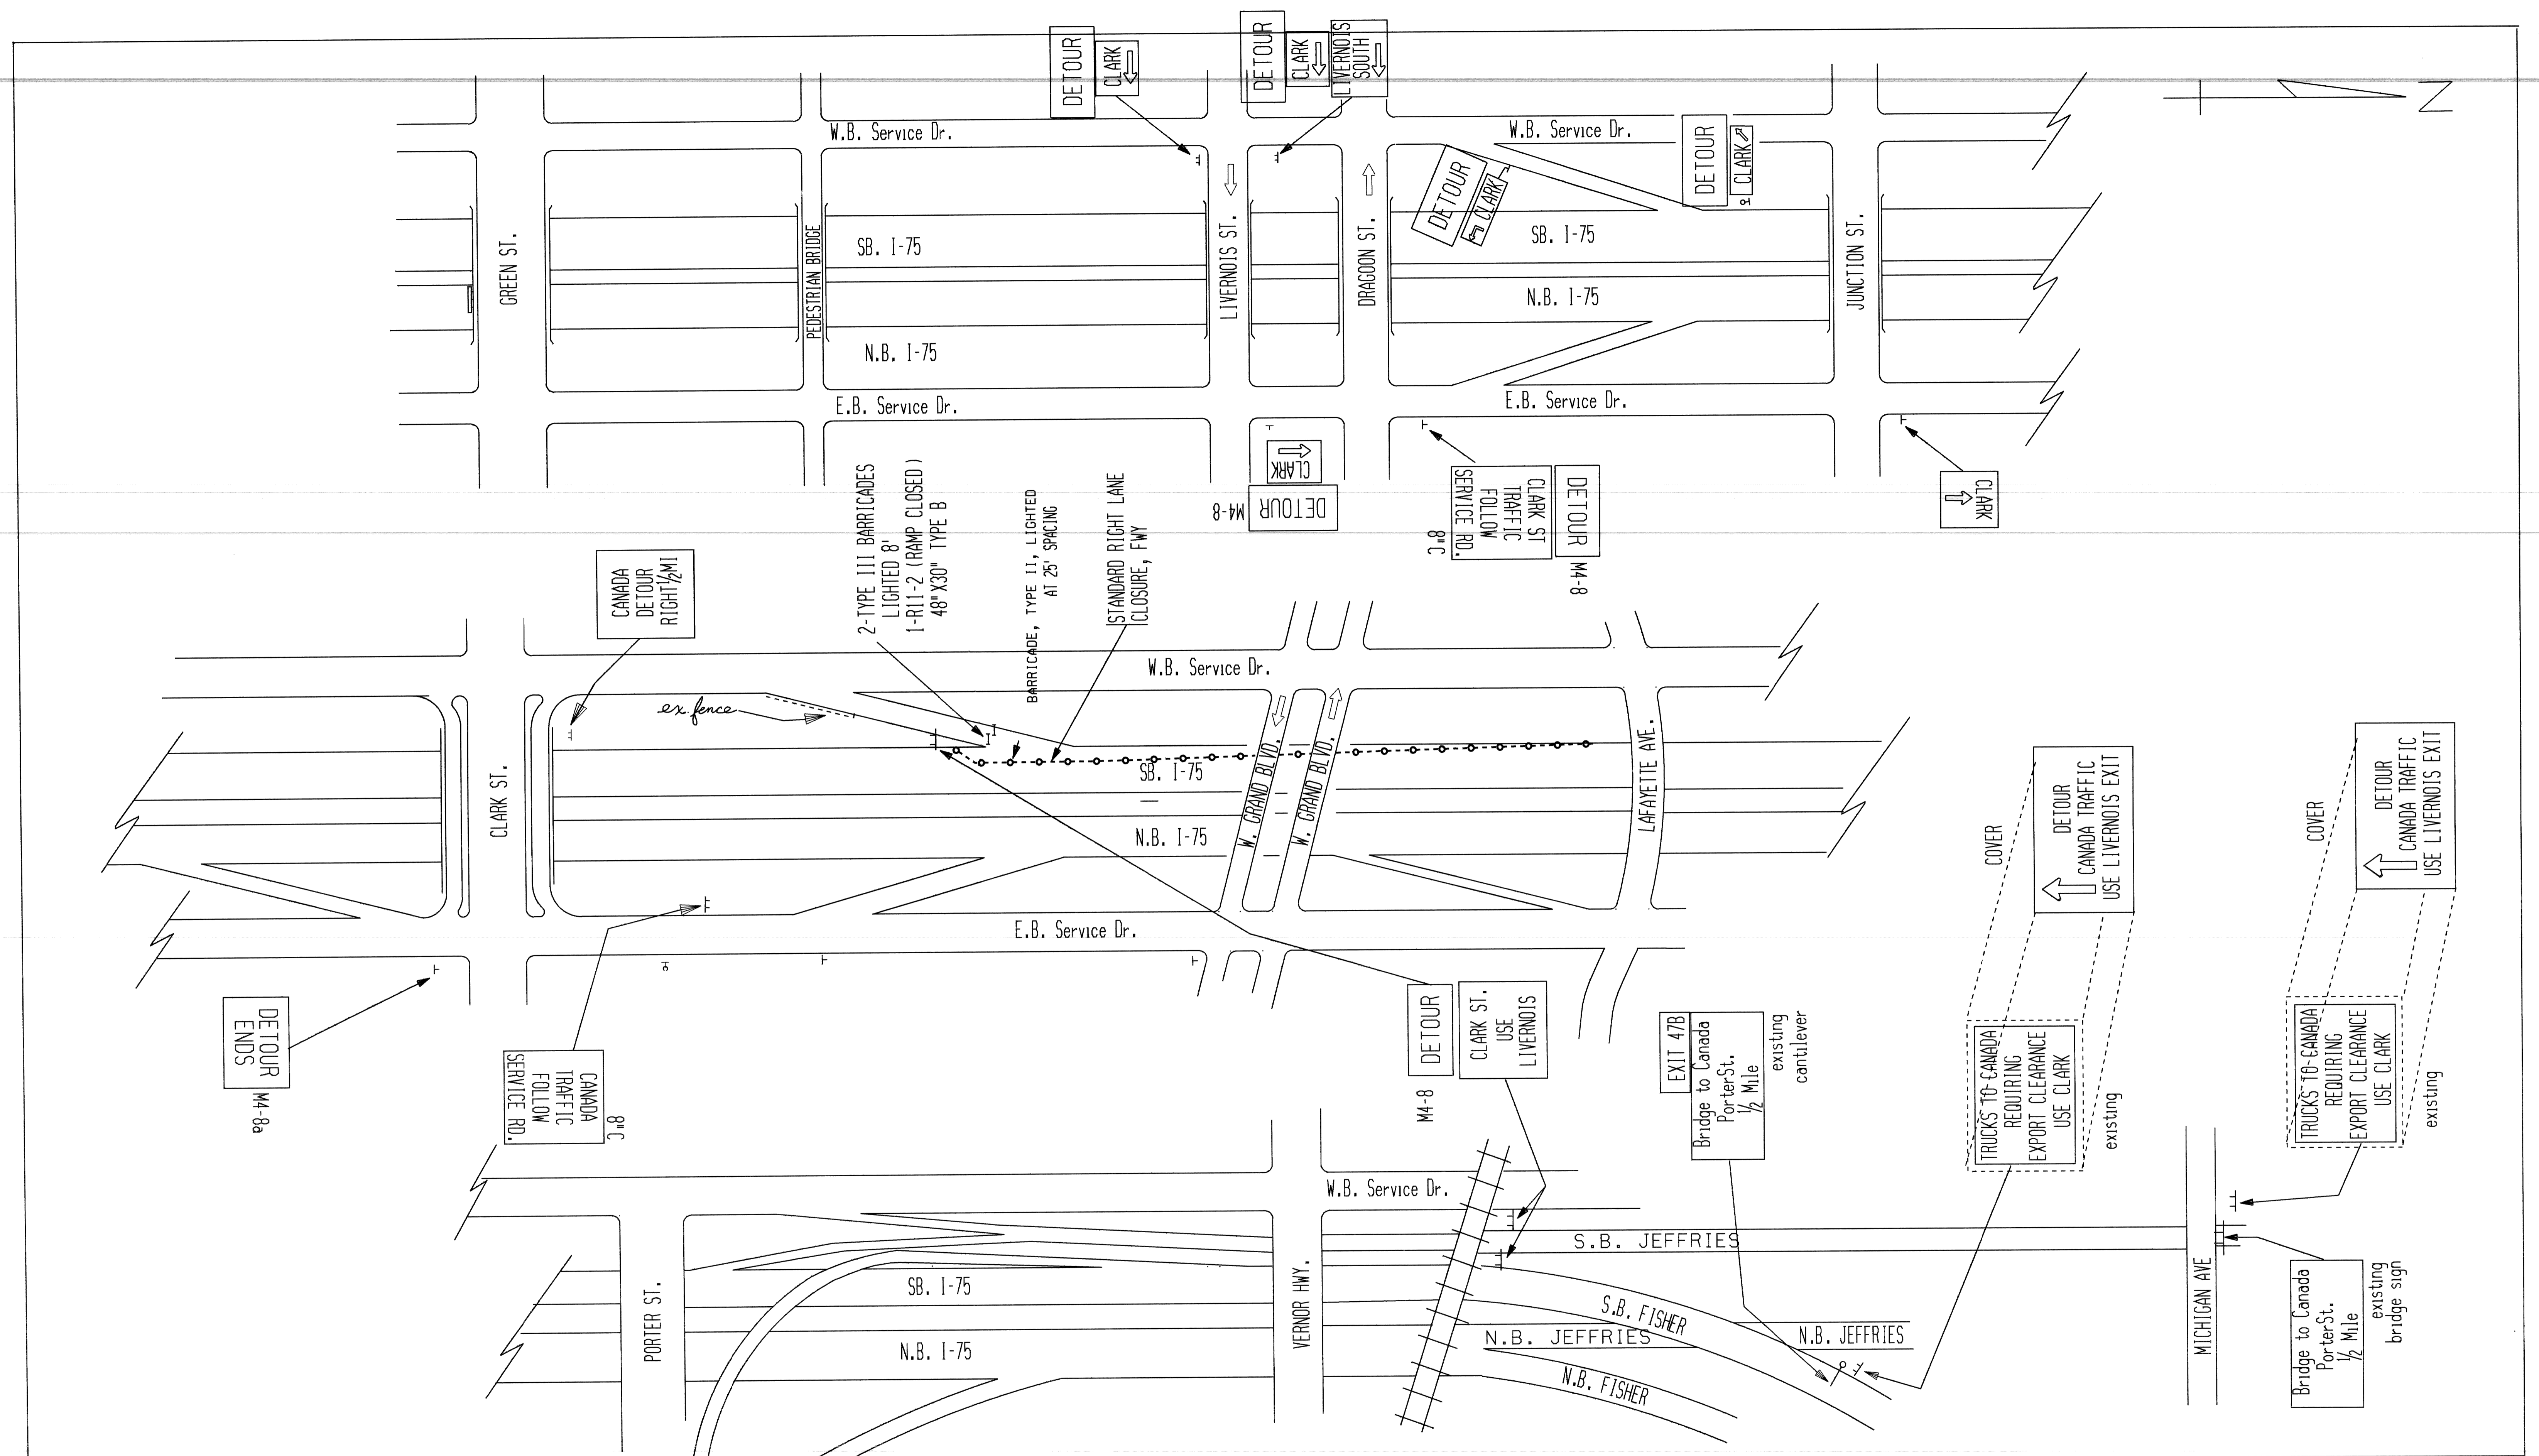 DETOUR
CLARK
DETOUR
CLARK
LIVERNOIS
SOUTH
N
W.B. Service Dr.
W.B. Service Dr.
DETOUR
CLARK
DETOUR
CLARK
GREEN ST.
PEDESTRIAN BRIDGE
SB. I-75
LIVERNOIS ST.
DRAGOON ST.
SB. I-75
JUNCTION ST.
N.B. I-75
N.B. I-75
E.B. Service Dr.
E.B. Service Dr.
CLARK
DETOUR
M4-8
DETOUR
M4-8
CLARK ST
TRAFFIC
FOLLOW
SERVICE RD.
8"C
CLARK
CANADA
DETOUR
RIGHT 1/2 MI
2-TYPE III BARRICADES
LIGHTED 8'
1-R11-2 (RAMP CLOSED )
48"X30" TYPE B
BARRICADE, TYPE II, LIGHTED
AT 25' SPACING
STANDARD RIGHT LANE
CLOSURE, FWY
W.B. Service Dr.
ex. fence
CLARK ST.
SB. I-75
N.B. I-75
W. GRAND BLVD.
W. GRAND BLVD.
LAFAYETTE AVE.
E.B. Service Dr.
COVER
DETOUR
CANADA TRAFFIC
USE LIVERNOIS EXIT
COVER
DETOUR
CANADA TRAFFIC
USE LIVERNOIS EXIT
DETOUR
ENDS
M4-8a
CANADA
TRAFFIC
FOLLOW
SERVICE RD.
8"C
DETOUR
M4-8
CLARK ST.
USE
LIVERNOIS
EXIT 47B
Bridge to Canada
PorterSt.
1/2 Mile
existing
cantilever
TRUCKS TO CANADA
REQUIRING
EXPORT CLEARANCE
USE CLARK
existing
TRUCKS TO CANADA
REQUIRING
EXPORT CLEARANCE
USE CLARK
existing
W.B. Service Dr.
S.B. JEFFRIES
PORTER ST.
SB. I-75
N.B. I-75
VERNOR HWY.
S.B. FISHER
N.B. JEFFRIES
N.B. JEFFRIES
N.B. FISHER
MICHIGAN AVE
Bridge to Canada
PorterSt.
1/2 Mile
existing
bridge sign